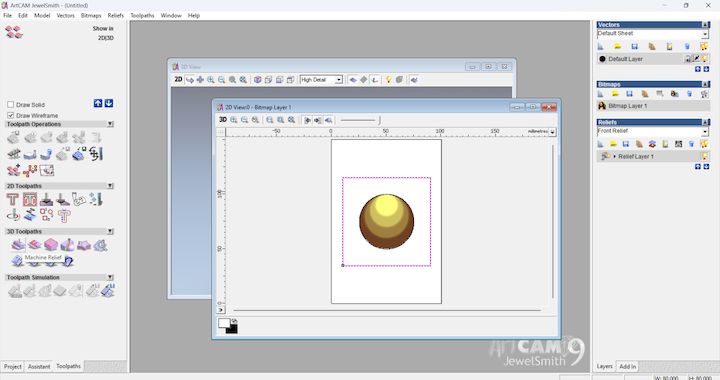 ArtCAM JewelSmith - (Untitled)
File Edit Model Vectors Bitmaps Reliefs Toolpaths Window Help
Show in
2D|3D
Draw Solid
Draw Wireframe
Toolpath Operations
2D Toolpaths
3D Toolpaths
Machine Relief
Toolpath Simulation
Project Assistant Toolpaths
3D View
2D High Detail
2D View:0 - Bitmap Layer 1
3D
-50 0 50 100 150 millimetres
100
50
0
ArtCAM 9
JewelSmith
Vectors
Default Sheet
Default Layer
Bitmaps
Bitmap Layer 1
Reliefs
Front Relief
Relief Layer 1
Layers Add In
W: 80.000 H: 80.000